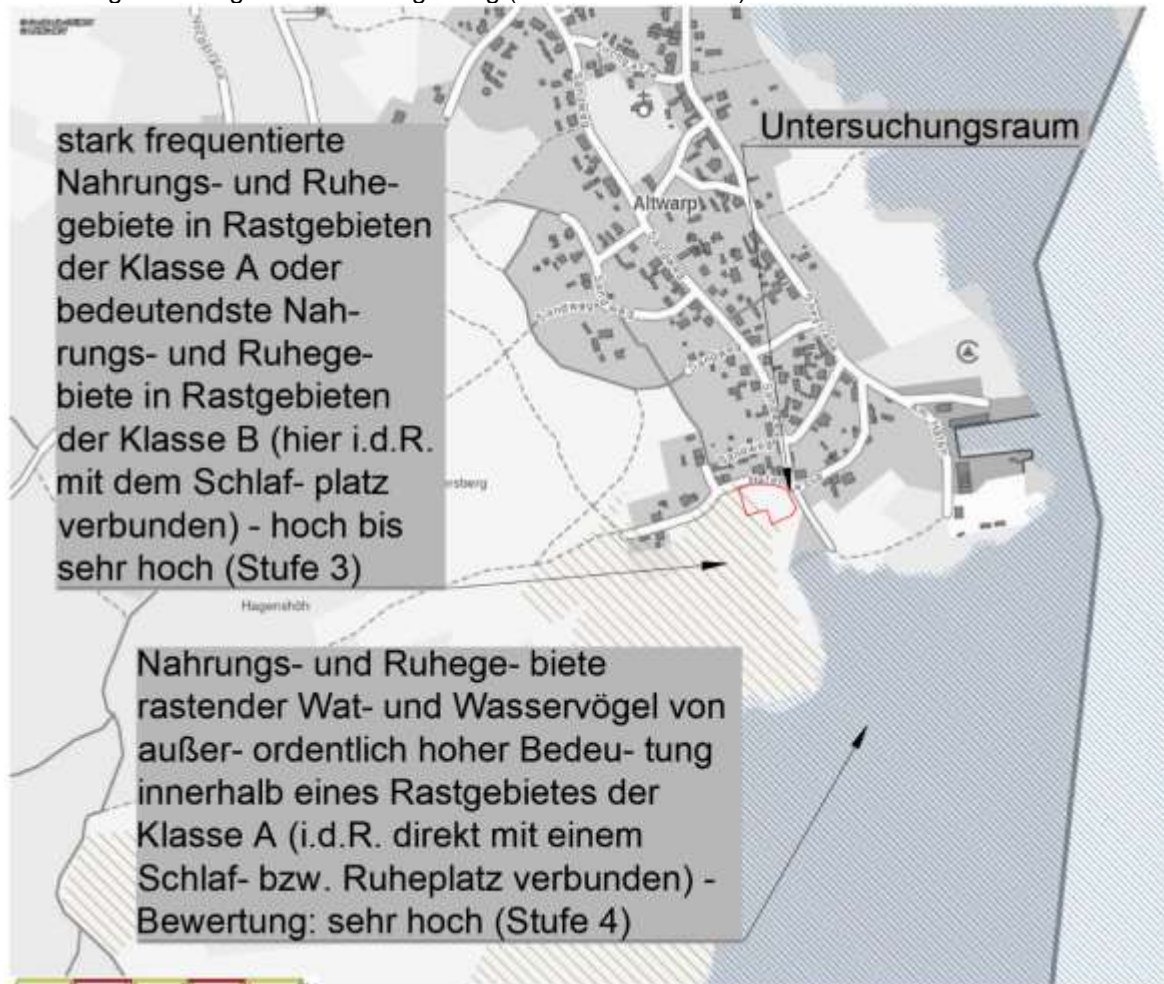 Untersuchungsraum
stark frequentierte
Nahrungs- und Ruhe-
gebiete in Rastgebieten
der Klasse A oder
bedeutendste Nah-
rungs- und Ruhege-
biete in Rastgebieten
der Klasse B (hier i.d.R.
mit dem Schlaf- platz
verbunden) - hoch bis
sehr hoch (Stufe 3)
Altwarp
Hagenshöh
Nahrungs- und Ruhege- biete
rastender Wat- und Wasservögel von
außer- ordentlich hoher Bedeu- tung
innerhalb eines Rastgebietes der
Klasse A (i.d.R. direkt mit einem
Schlaf- bzw. Ruheplatz verbunden) -
Bewertung: sehr hoch (Stufe 4)